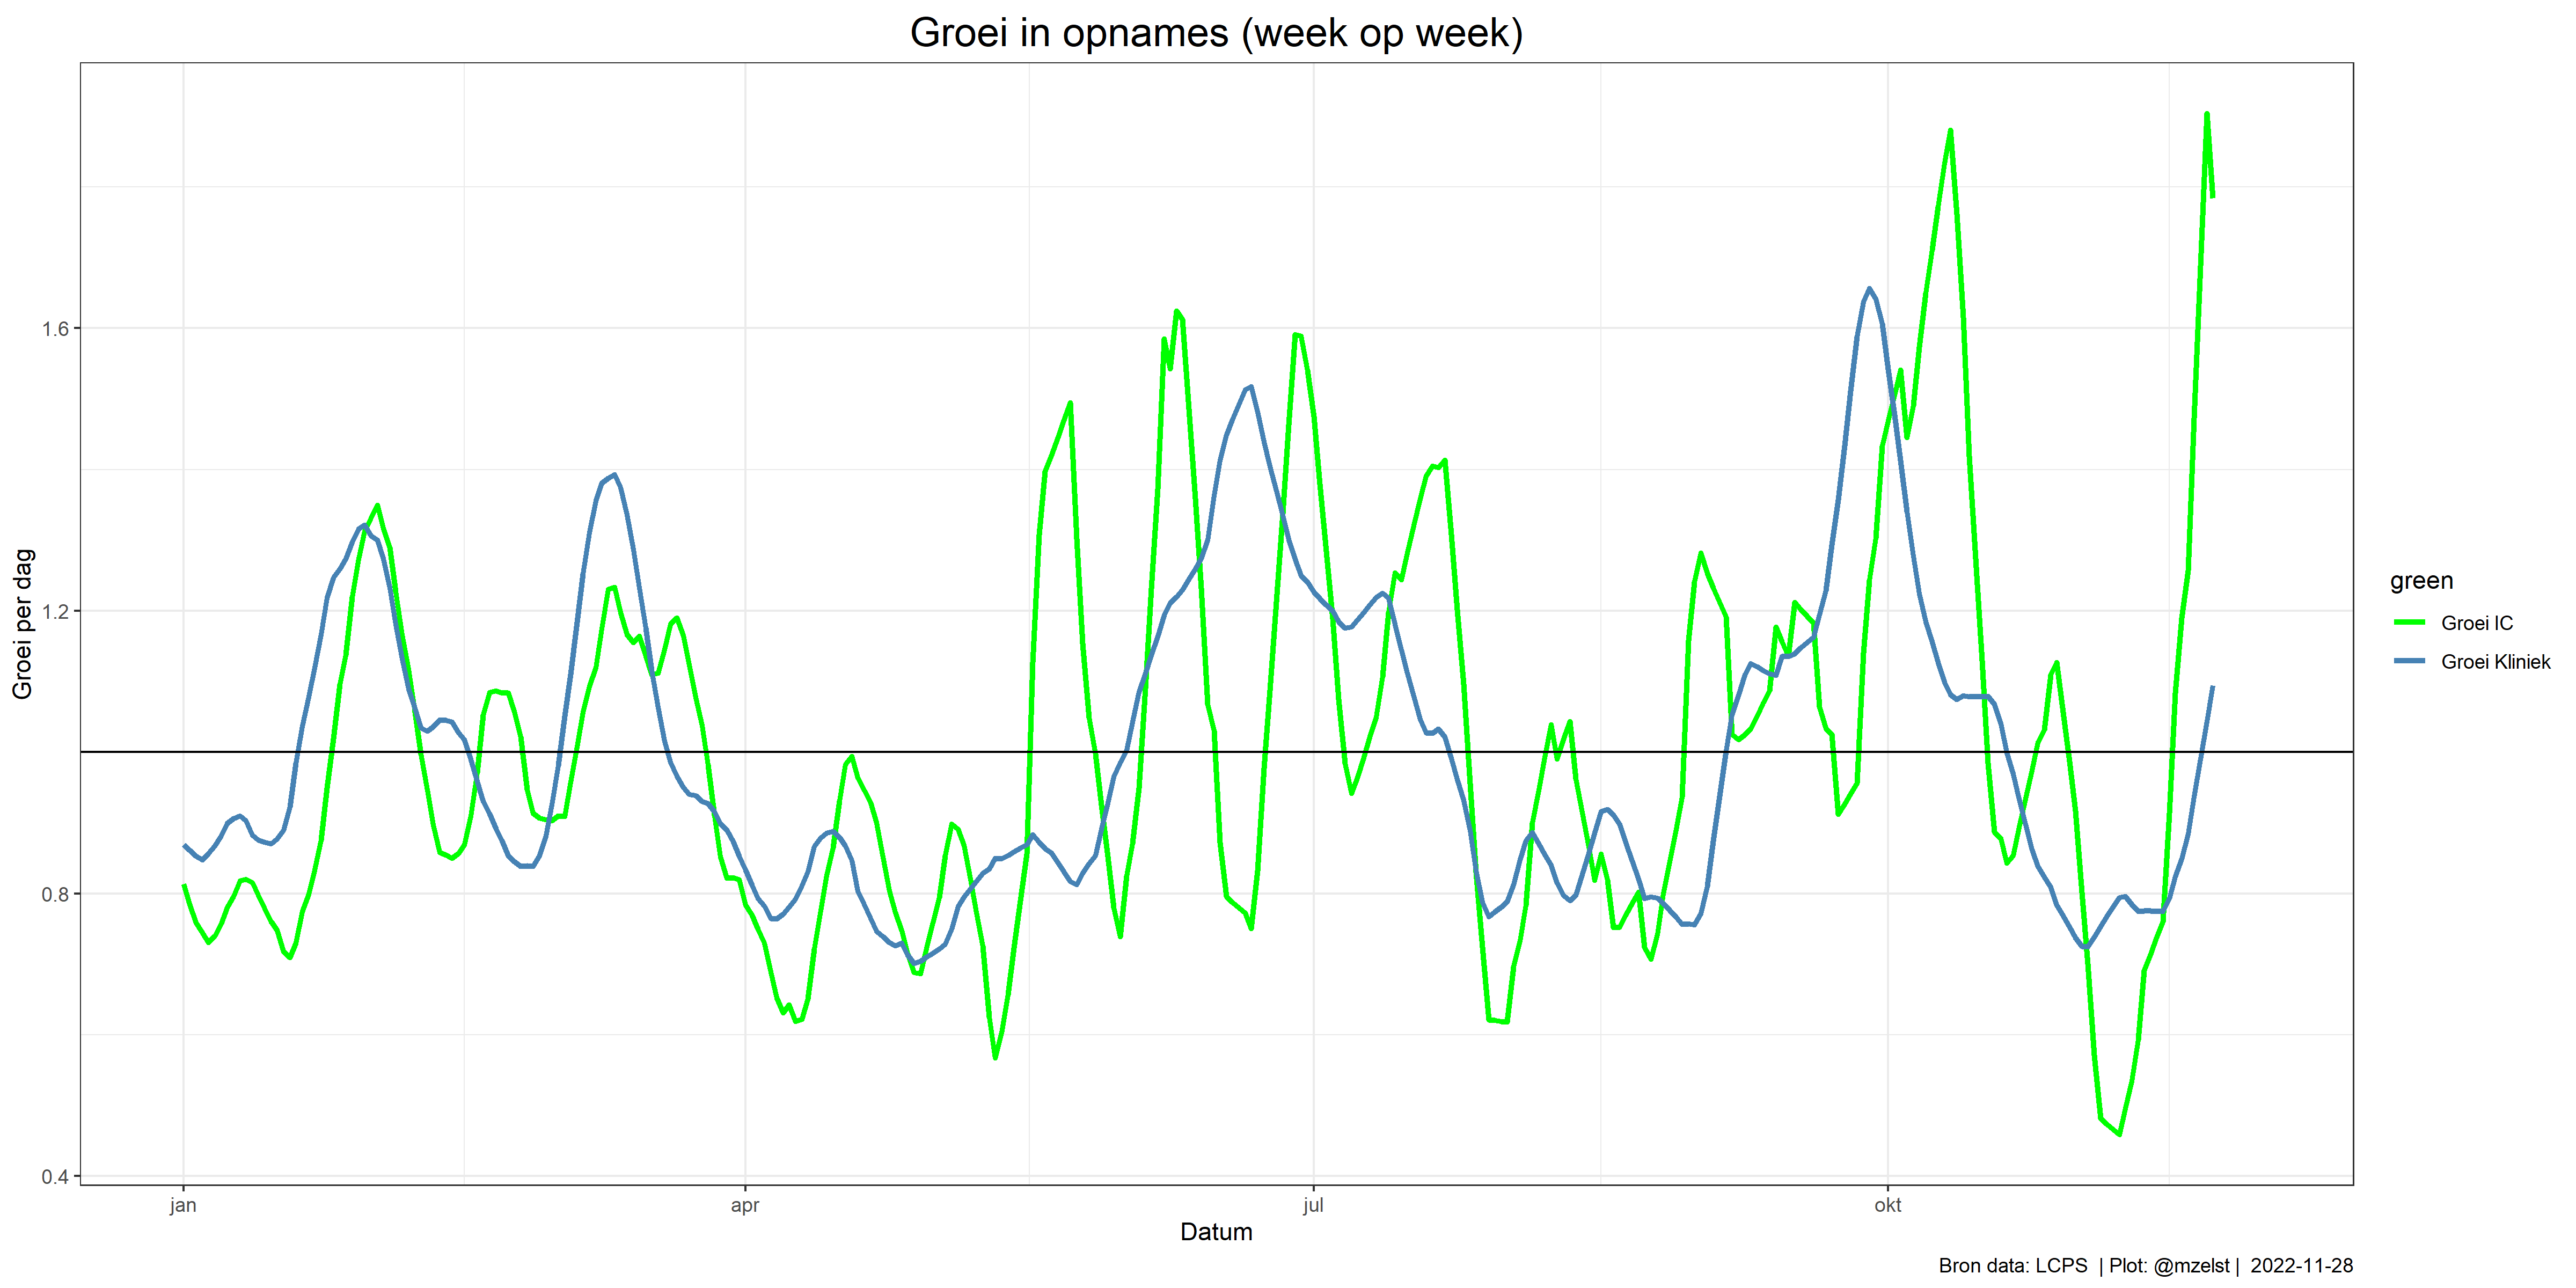 Groei in opnames (week op week)
Groei per dag
1.6
1.2
0.8
0.4
jan
apr
jul
okt
Datum
green
Groei IC
Groei Kliniek
Bron data: LCPS | Plot: @mzelst | 2022-11-28